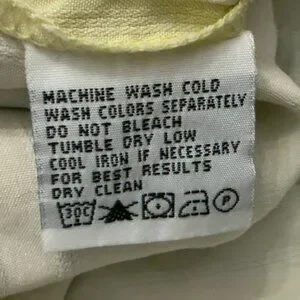 MACHINE WASH COLD
WASH COLORS SEPARATELY
DO NOT BLEACH
TUMBLE DRY LOW
COOL IRON IF NECESSARY
FOR BEST RESULTS
DRY CLEAN
30C P